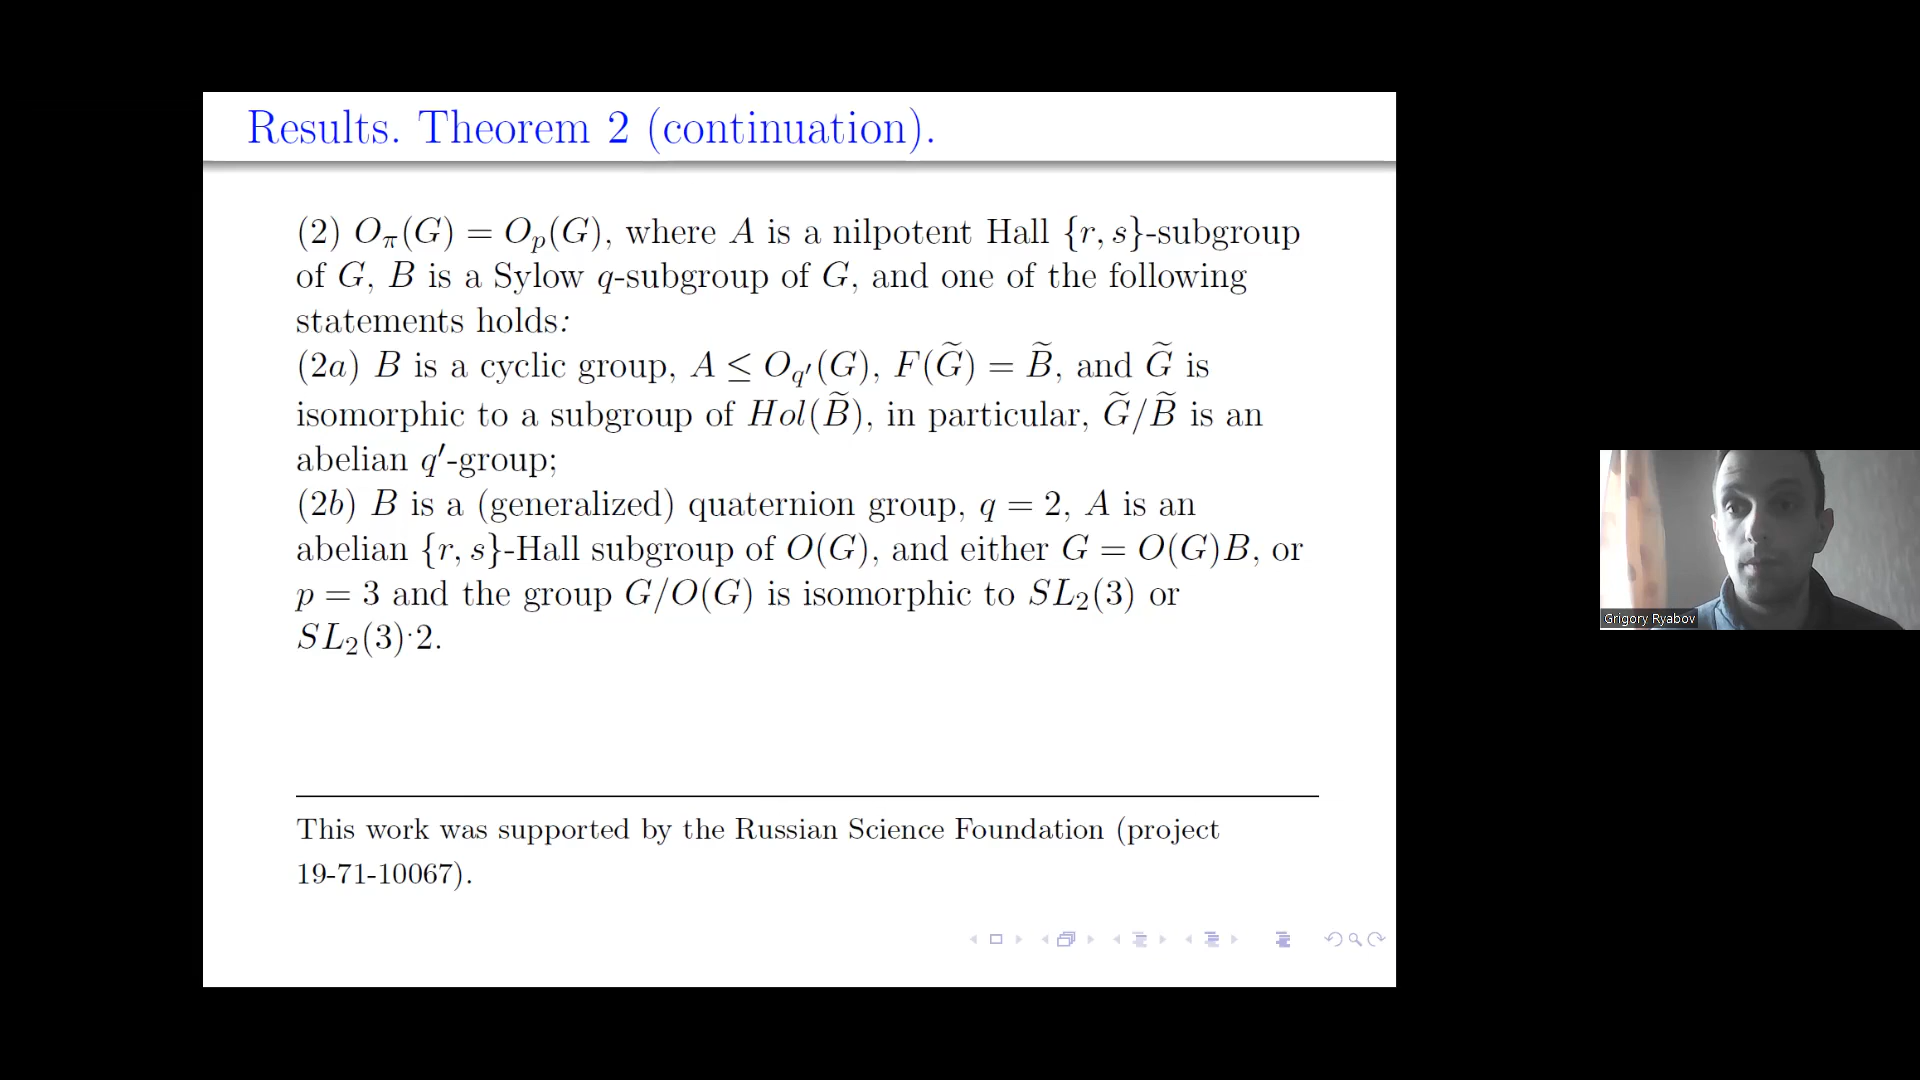 Results. Theorem 2 (continuation).
(2) O_π(G) = O_p(G), where A is a nilpotent Hall {r, s}-subgroup
of G, B is a Sylow q-subgroup of G, and one of the following
statements holds:
(2a) B is a cyclic group, A ≤ O_{q′}(G), F(G̃) = B̃, and G̃ is
isomorphic to a subgroup of Hol(B̃), in particular, G̃/B̃ is an
abelian q′-group;
(2b) B is a (generalized) quaternion group, q = 2, A is an
abelian {r, s}-Hall subgroup of O(G), and either G = O(G)B, or
p = 3 and the group G/O(G) is isomorphic to SL₂(3) or
SL₂(3)·2.
This work was supported by the Russian Science Foundation (project
19-71-10067).
Grigory Ryabov